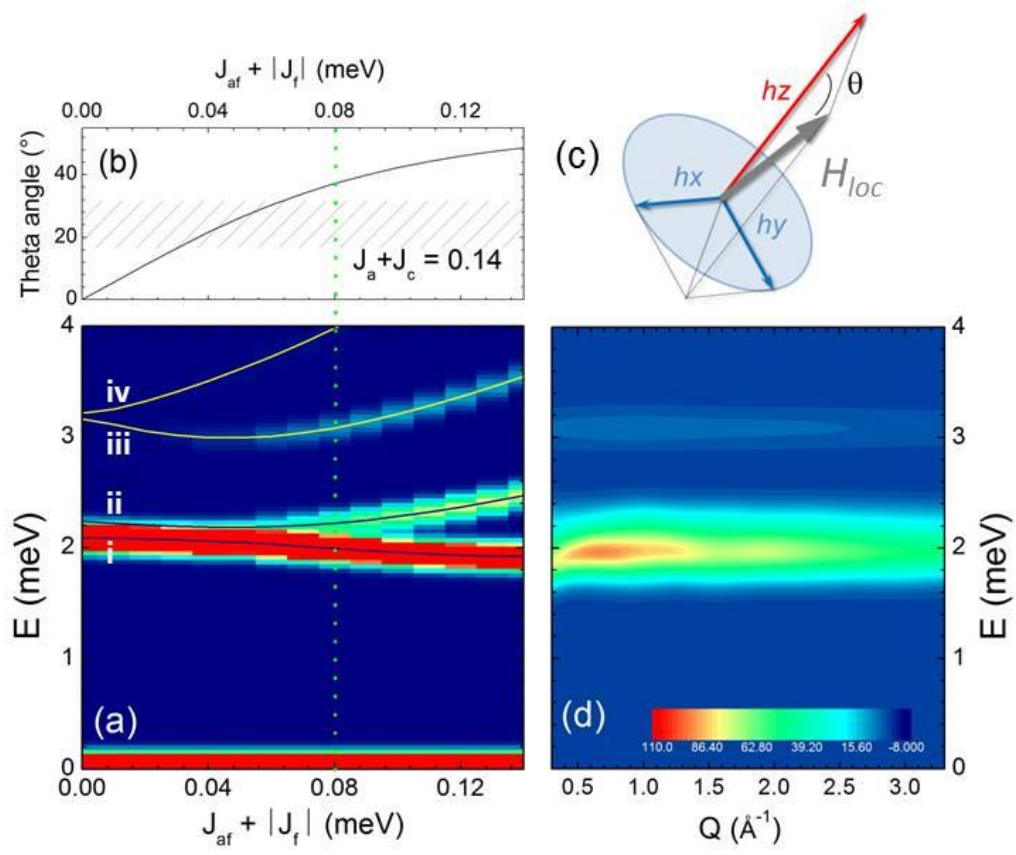 J_af + |J_f| (meV)
0.00 0.04 0.08 0.12
(b)
Theta angle (°)
40
20
0
J_a+J_c = 0.14
(c)
hz
θ
hx
hy
H_loc
4
iv
3
iii
ii
2
i
1
0
E (meV)
(a)
0.00 0.04 0.08 0.12
J_af + |J_f| (meV)
4
3
2
1
0
E (meV)
(d)
110.0 86.40 62.80 39.20 15.60 -8.000
0.5 1.0 1.5 2.0 2.5 3.0
Q (Å⁻¹)